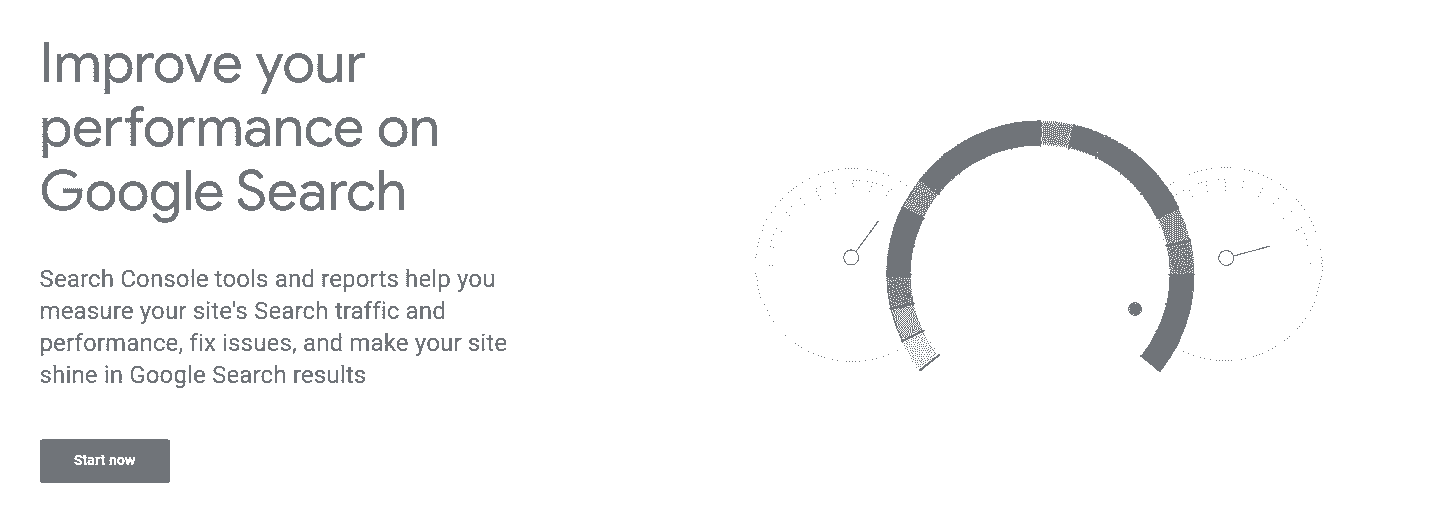 Improve your
performance on
Google Search
Search Console tools and reports help you
measure your site's Search traffic and
performance, fix issues, and make your site
shine in Google Search results
Start now